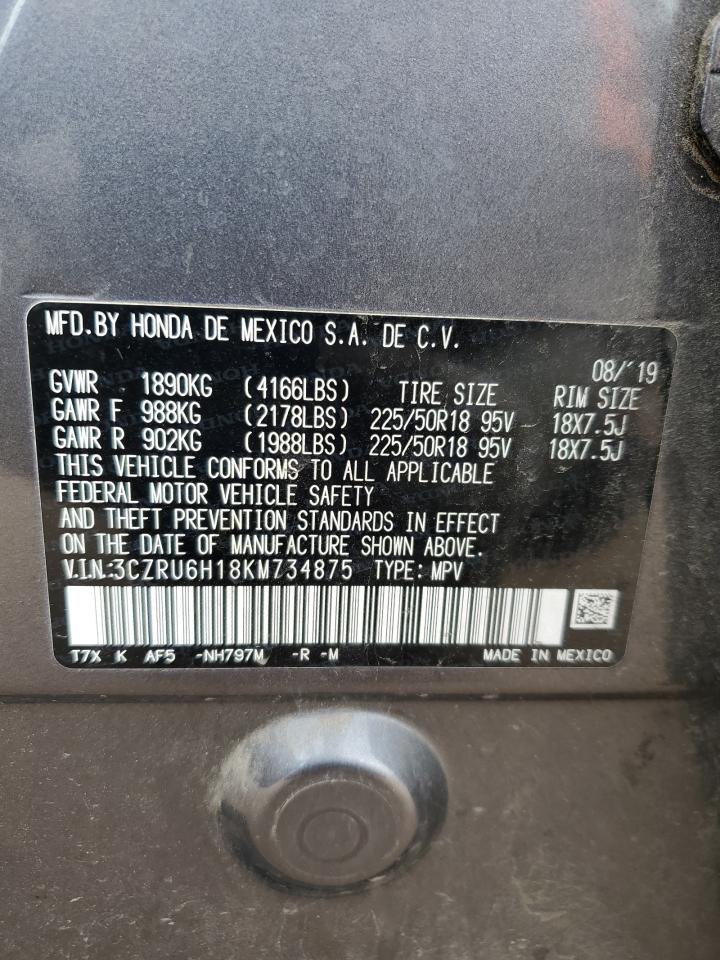 MFD.BY HONDA DE MEXICO S.A. DE C.V.
08/'19
GVWR 1890KG (4166LBS) TIRE SIZE RIM SIZE
GAWR F 988KG (2178LBS) 225/50R18 95V 18X7.5J
GAWR R 902KG (1988LBS) 225/50R18 95V 18X7.5J
THIS VEHICLE CONFORMS TO ALL APPLICABLE
FEDERAL MOTOR VEHICLE SAFETY
AND THEFT PREVENTION STANDARDS IN EFFECT
ON THE DATE OF MANUFACTURE SHOWN ABOVE.
V.I.N.:3CZRU6H18KM734875 TYPE: MPV
T7X K AF5 -NH797M -R -M MADE IN MEXICO